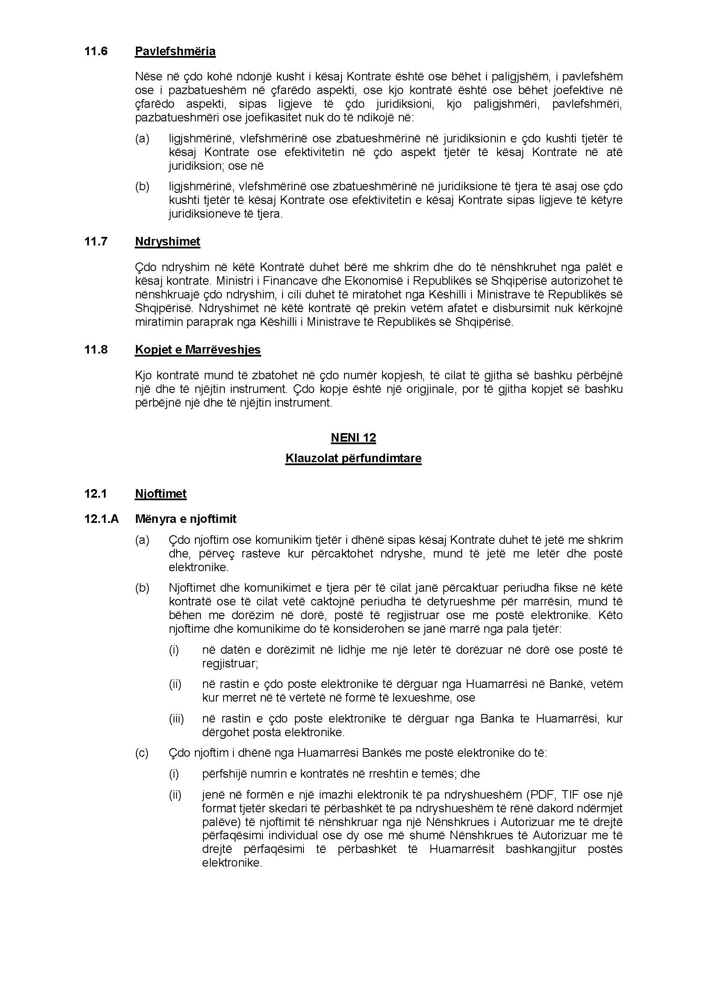 11.6 Pavlefshmëria
Nëse në çdo kohë ndonjë kusht i kësaj Kontrate është ose bëhet i paligjshëm, i pavlefshëm
ose i pazbatueshëm në çfarëdo aspekti, ose kjo kontratë është ose bëhet joefektive në
çfarëdo aspekti, sipas ligjeve të çdo juridiksioni, kjo paligjshmëri, pavlefshmëri,
pazbatueshmëri ose joefikasitet nuk do të ndikojë në:
(a) ligjshmërinë, vlefshmërinë ose zbatueshmërinë në juridiksionin e çdo kushti tjetër të
kësaj Kontrate ose efektivitetin në çdo aspekt tjetër të kësaj Kontrate në atë
juridiksion; ose në
(b) ligjshmërinë, vlefshmërinë ose zbatueshmërinë në juridiksione të tjera të asaj ose çdo
kushti tjetër të kësaj Kontrate ose efektivitetin e kësaj Kontrate sipas ligjeve të këtyre
juridiksioneve të tjera.
11.7 Ndryshimet
Çdo ndryshim në këtë Kontratë duhet bërë me shkrim dhe do të nënshkruhet nga palët e
kësaj kontrate. Ministri i Financave dhe Ekonomisë i Republikës së Shqipërisë autorizohet të
nënshkruajë çdo ndryshim, i cili duhet të miratohet nga Këshilli i Ministrave të Republikës së
Shqipërisë. Ndryshimet në këtë kontratë që prekin vetëm afatet e disbursimit nuk kërkojnë
miratimin paraprak nga Këshilli i Ministrave të Republikës së Shqipërisë.
11.8 Kopjet e Marrëveshjes
Kjo kontratë mund të zbatohet në çdo numër kopjesh, të cilat të gjitha së bashku përbëjnë
një dhe të njëjtin instrument. Çdo kopje është një origjinale, por të gjitha kopjet së bashku
përbëjnë një dhe të njëjtin instrument.
NENI 12
Klauzolat përfundimtare
12.1 Njoftimet
12.1.A Mënyra e njoftimit
(a) Çdo njoftim ose komunikim tjetër i dhënë sipas kësaj Kontrate duhet të jetë me shkrim
dhe, përveç rasteve kur përcaktohet ndryshe, mund të jetë me letër dhe postë
elektronike.
(b) Njoftimet dhe komunikimet e tjera për të cilat janë përcaktuar periudha fikse në këtë
kontratë ose të cilat vetë caktojnë periudha të detyrueshme për marrësin, mund të
bëhen me dorëzim në dorë, postë të regjistruar ose me postë elektronike. Këto
njoftime dhe komunikime do të konsiderohen se janë marrë nga pala tjetër:
(i) në datën e dorëzimit në lidhje me një letër të dorëzuar në dorë ose postë të
regjistruar;
(ii) në rastin e çdo poste elektronike të dërguar nga Huamarrësi në Bankë, vetëm
kur merret në të vërtetë në formë të lexueshme, ose
(iii) në rastin e çdo poste elektronike të dërguar nga Banka te Huamarrësi, kur
dërgohet posta elektronike.
(c) Çdo njoftim i dhënë nga Huamarrësi Bankës me postë elektronike do të:
(i) përfshijë numrin e kontratës në rreshtin e temës; dhe
(ii) jenë në formën e një imazhi elektronik të pa ndryshueshëm (PDF, TIF ose një
format tjetër skedari të përbashkët të pa ndryshueshëm të rënë dakord ndërmjet
palëve) të njoftimit të nënshkruar nga një Nënshkrues i Autorizuar me të drejtë
përfaqësimi individual ose dy ose më shumë Nënshkrues të Autorizuar me të
drejtë përfaqësimi të përbashkët të Huamarrësit bashkangjitur postës
elektronike.